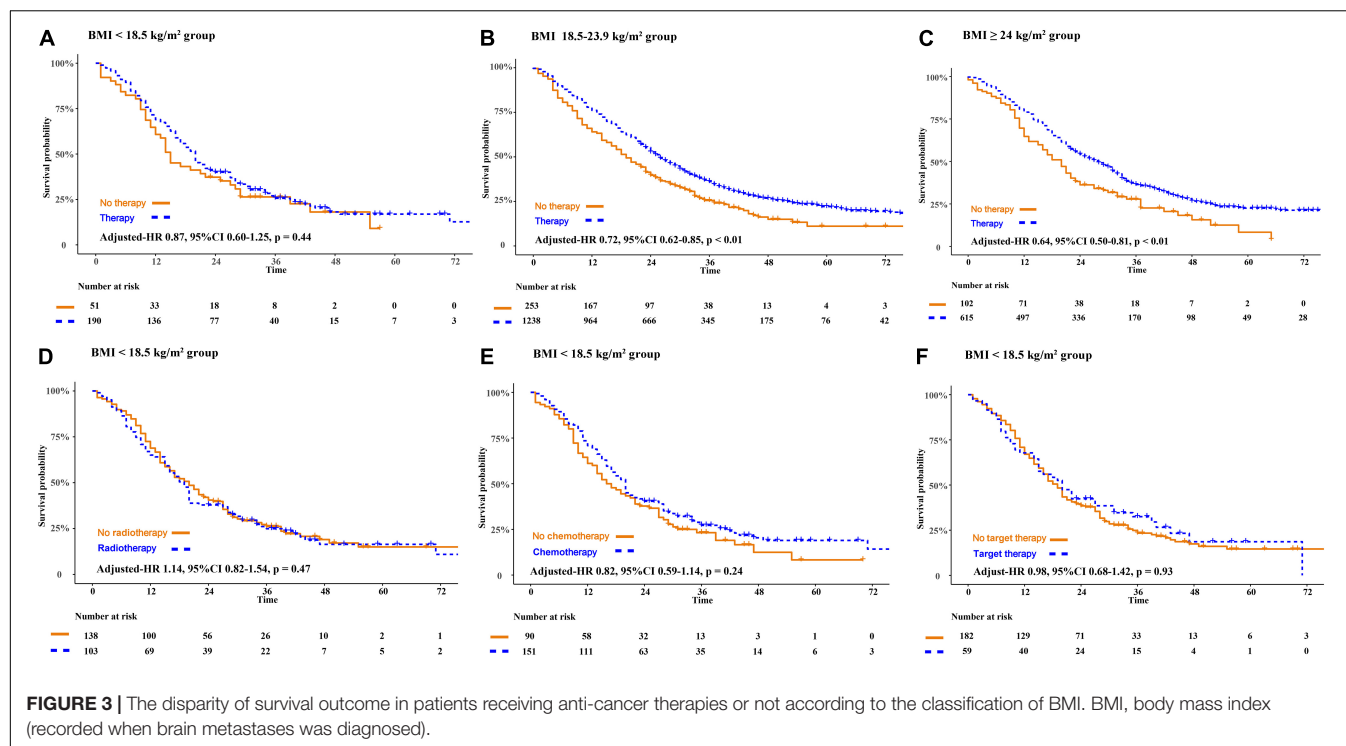 A BMI < 18.5 kg/m² group
Survival probability
100%
75%
50%
25%
0
No therapy
Therapy
Adjusted-HR 0.87, 95%CI 0.60-1.25, p = 0.44
0 12 24 36 48 60 72
Time
Number at risk
51 33 18 8 2 0 0
190 136 77 40 15 7 3
B BMI 18.5-23.9 kg/m² group
Survival probability
100%
75%
50%
25%
0
No therapy
Therapy
Adjusted-HR 0.72, 95%CI 0.62-0.85, p < 0.01
0 12 24 36 48 60 72
Time
Number at risk
253 167 97 38 13 4 3
1238 964 666 345 175 76 42
C BMI ≥ 24 kg/m² group
Survival probability
100%
75%
50%
25%
0
No therapy
Therapy
Adjusted-HR 0.64, 95%CI 0.50-0.81, p < 0.01
0 12 24 36 48 60 72
Time
Number at risk
102 71 38 18 7 2 0
615 497 336 170 98 49 28
D BMI < 18.5 kg/m² group
Survival probability
100%
75%
50%
25%
0
No radiotherapy
Radiotherapy
Adjusted-HR 1.14, 95%CI 0.82-1.54, p = 0.47
0 12 24 36 48 60 72
Time
Number at risk
138 100 56 26 10 2 1
103 69 39 22 7 5 2
E BMI < 18.5 kg/m² group
Survival probability
100%
75%
50%
25%
0
No chemotherapy
Chemotherapy
Adjusted-HR 0.82, 95%CI 0.59-1.14, p = 0.24
0 12 24 36 48 60 72
Time
Number at risk
90 58 32 13 3 1 0
151 111 63 35 14 6 3
F BMI < 18.5 kg/m² group
Survival probability
100%
75%
50%
25%
0
No target therapy
Target therapy
Adjust-HR 0.98, 95%CI 0.68-1.42, p = 0.93
0 12 24 36 48 60 72
Time
Number at risk
182 129 71 33 13 6 3
59 40 24 15 4 1 0
FIGURE 3 | The disparity of survival outcome in patients receiving anti-cancer therapies or not according to the classification of BMI. BMI, body mass index
(recorded when brain metastases was diagnosed).